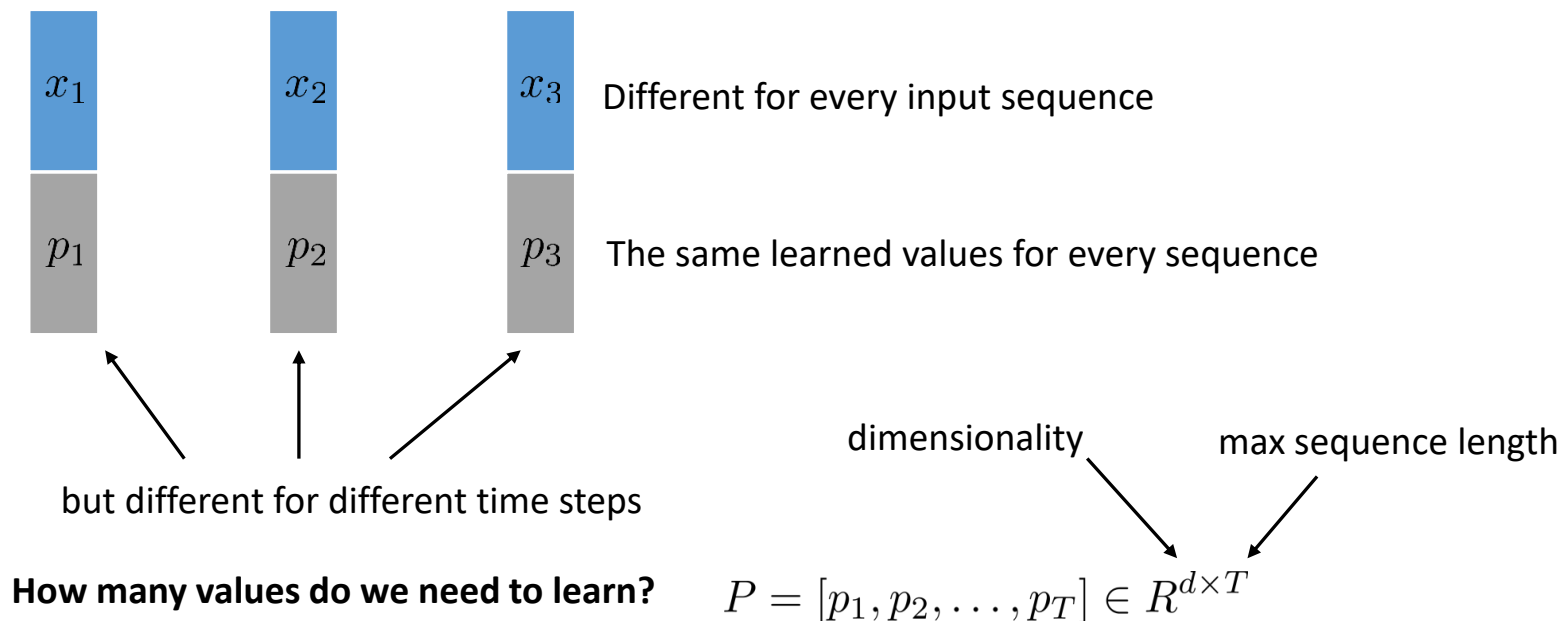 x₁ x₂ x₃ Different for every input sequence
p₁ p₂ p₃ The same learned values for every sequence
dimensionality max sequence length
but different for different time steps
How many values do we need to learn? P = [p₁, p₂, . . . , p_T] ∈ R^{d×T}